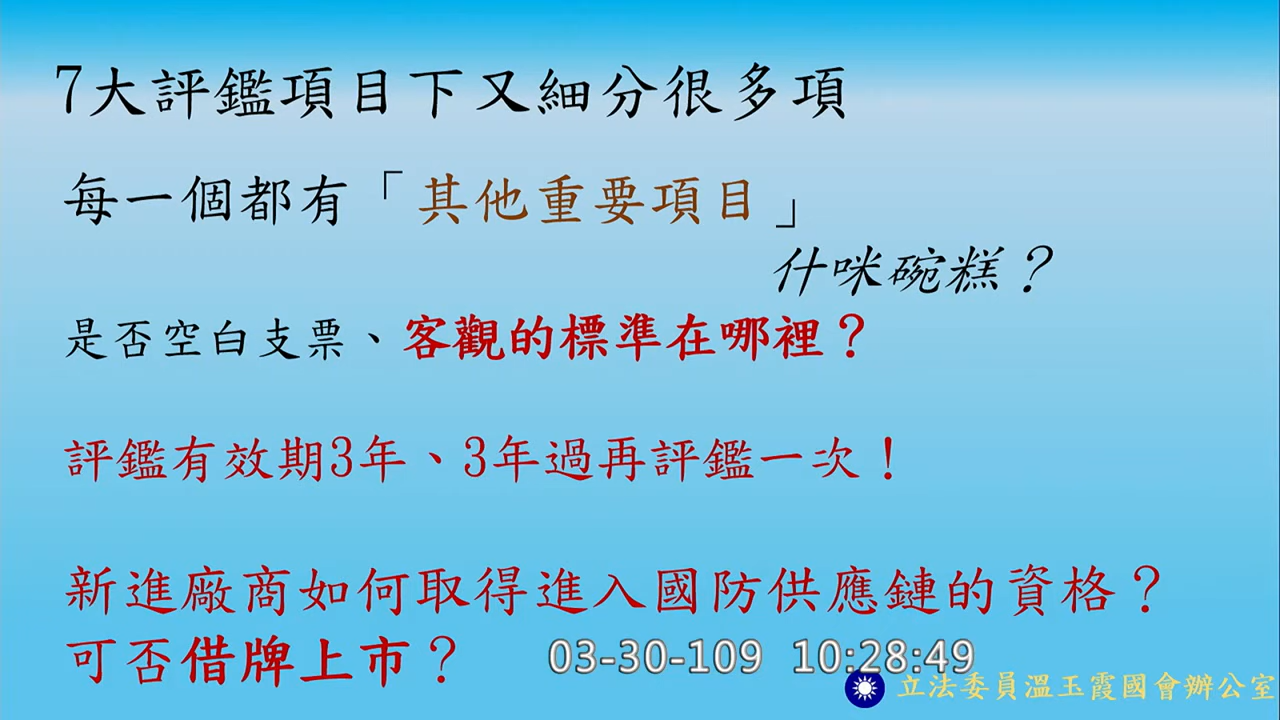 7大評鑑項目下又細分很多項
每一個都有「其他重要項目」
什咪碗糕？
是否空白支票、客觀的標準在哪裡？
評鑑有效期3年、3年過再評鑑一次！
新進廠商如何取得進入國防供應鏈的資格？
可否借牌上市？
03-30-109 10:28:49
立法委員溫玉霞國會辦公室